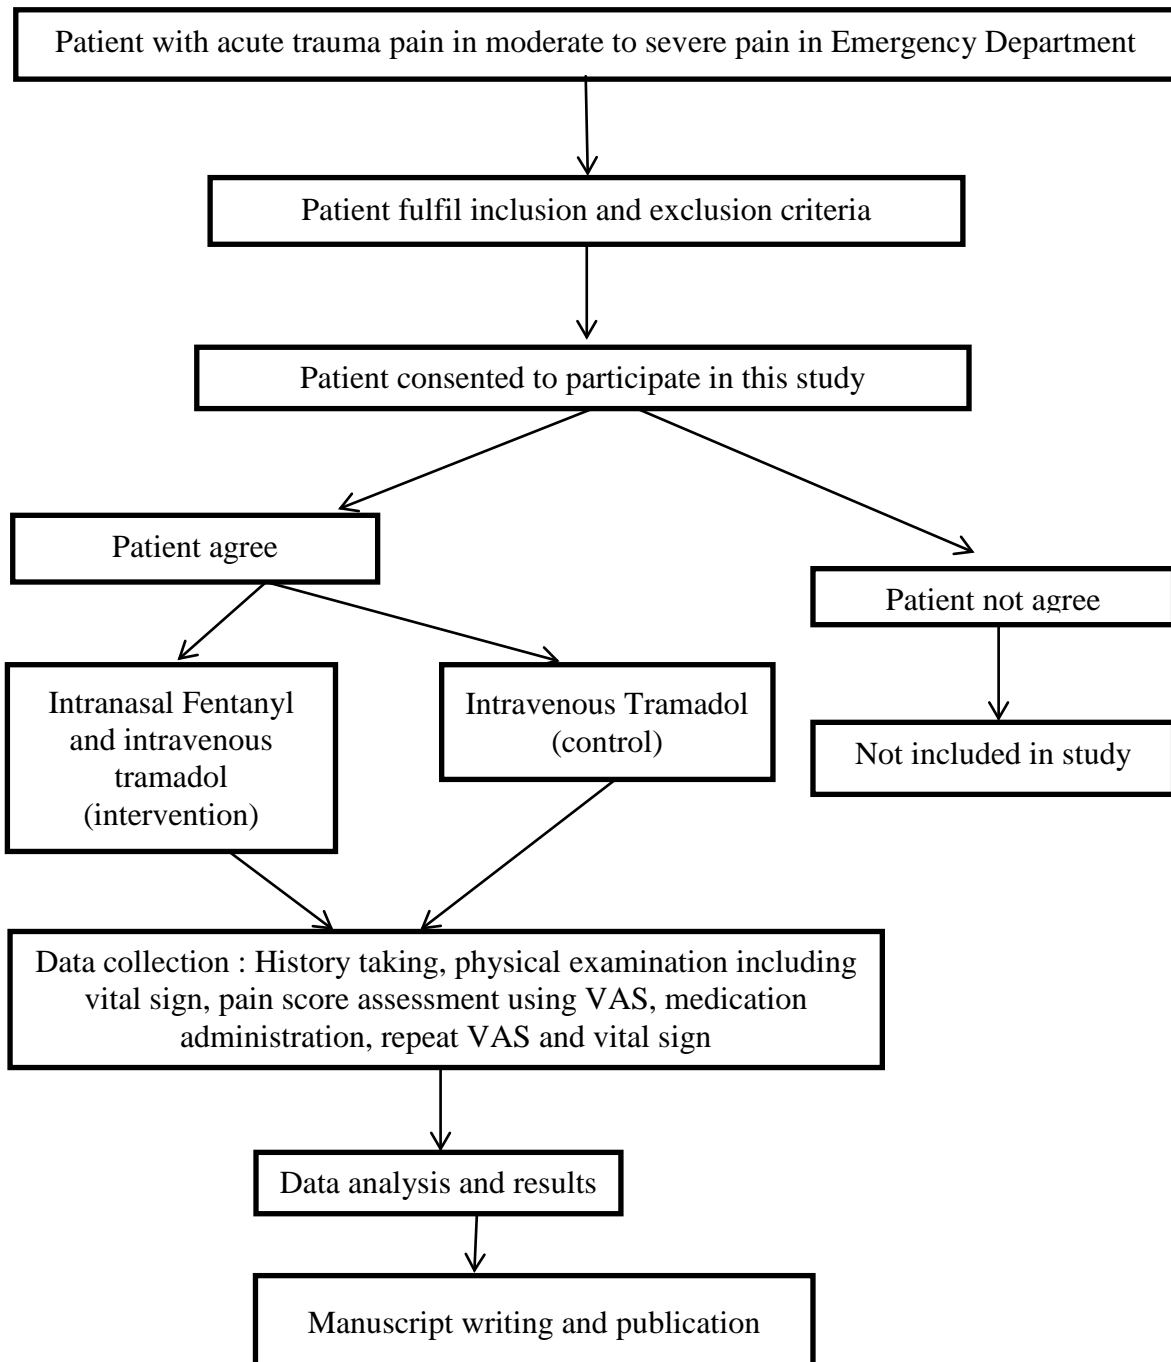 Patient with acute trauma pain in moderate to severe pain in Emergency Department
Patient fulfil inclusion and exclusion criteria
Patient consented to participate in this study
Patient agree
Patient not agree
Intranasal Fentanyl
and intravenous
tramadol
(intervention)
Intravenous Tramadol
(control)
Not included in study
Data collection : History taking, physical examination including
vital sign, pain score assessment using VAS, medication
administration, repeat VAS and vital sign
Data analysis and results
Manuscript writing and publication